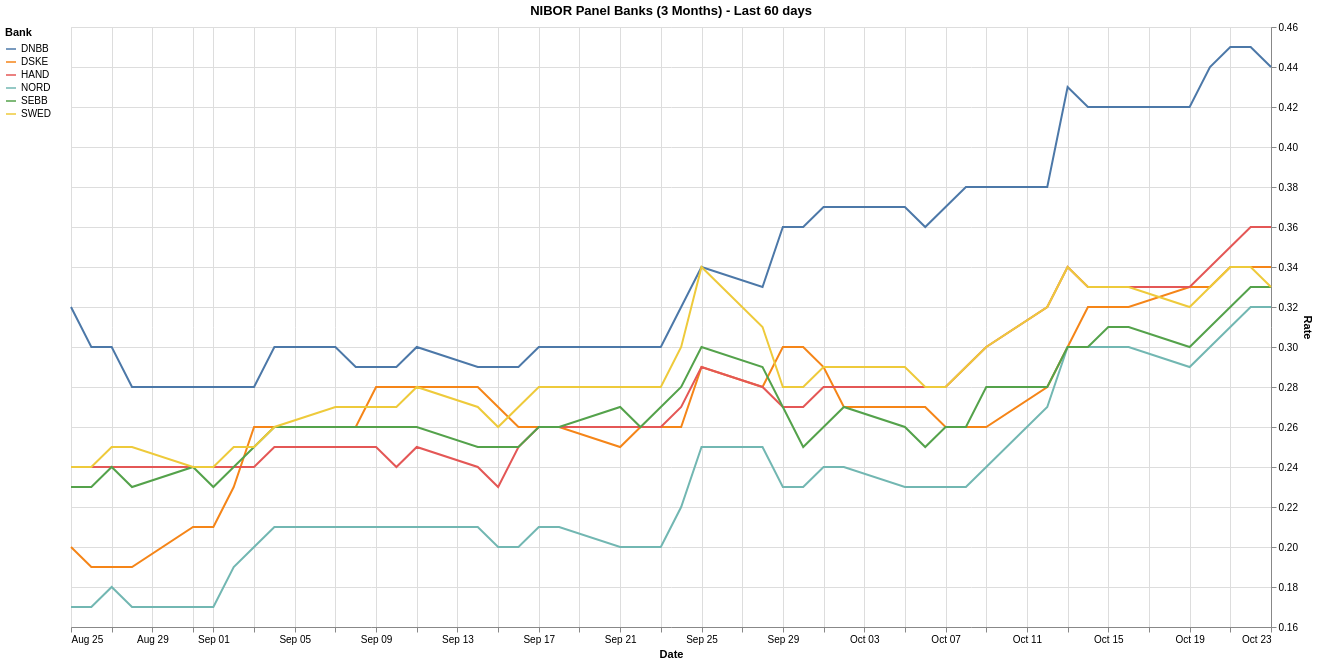 NIBOR Panel Banks (3 Months) - Last 60 days
Bank
DNBB
DSKE
HAND
NORD
SEBB
SWED
0.46
0.44
0.42
0.40
0.38
0.36
0.34
0.32
0.30
0.28
0.26
0.24
0.22
0.20
0.18
0.16
Rate
Aug 25 Aug 29 Sep 01 Sep 05 Sep 09 Sep 13 Sep 17 Sep 21 Sep 25 Sep 29 Oct 03 Oct 07 Oct 11 Oct 15 Oct 19 Oct 23
Date